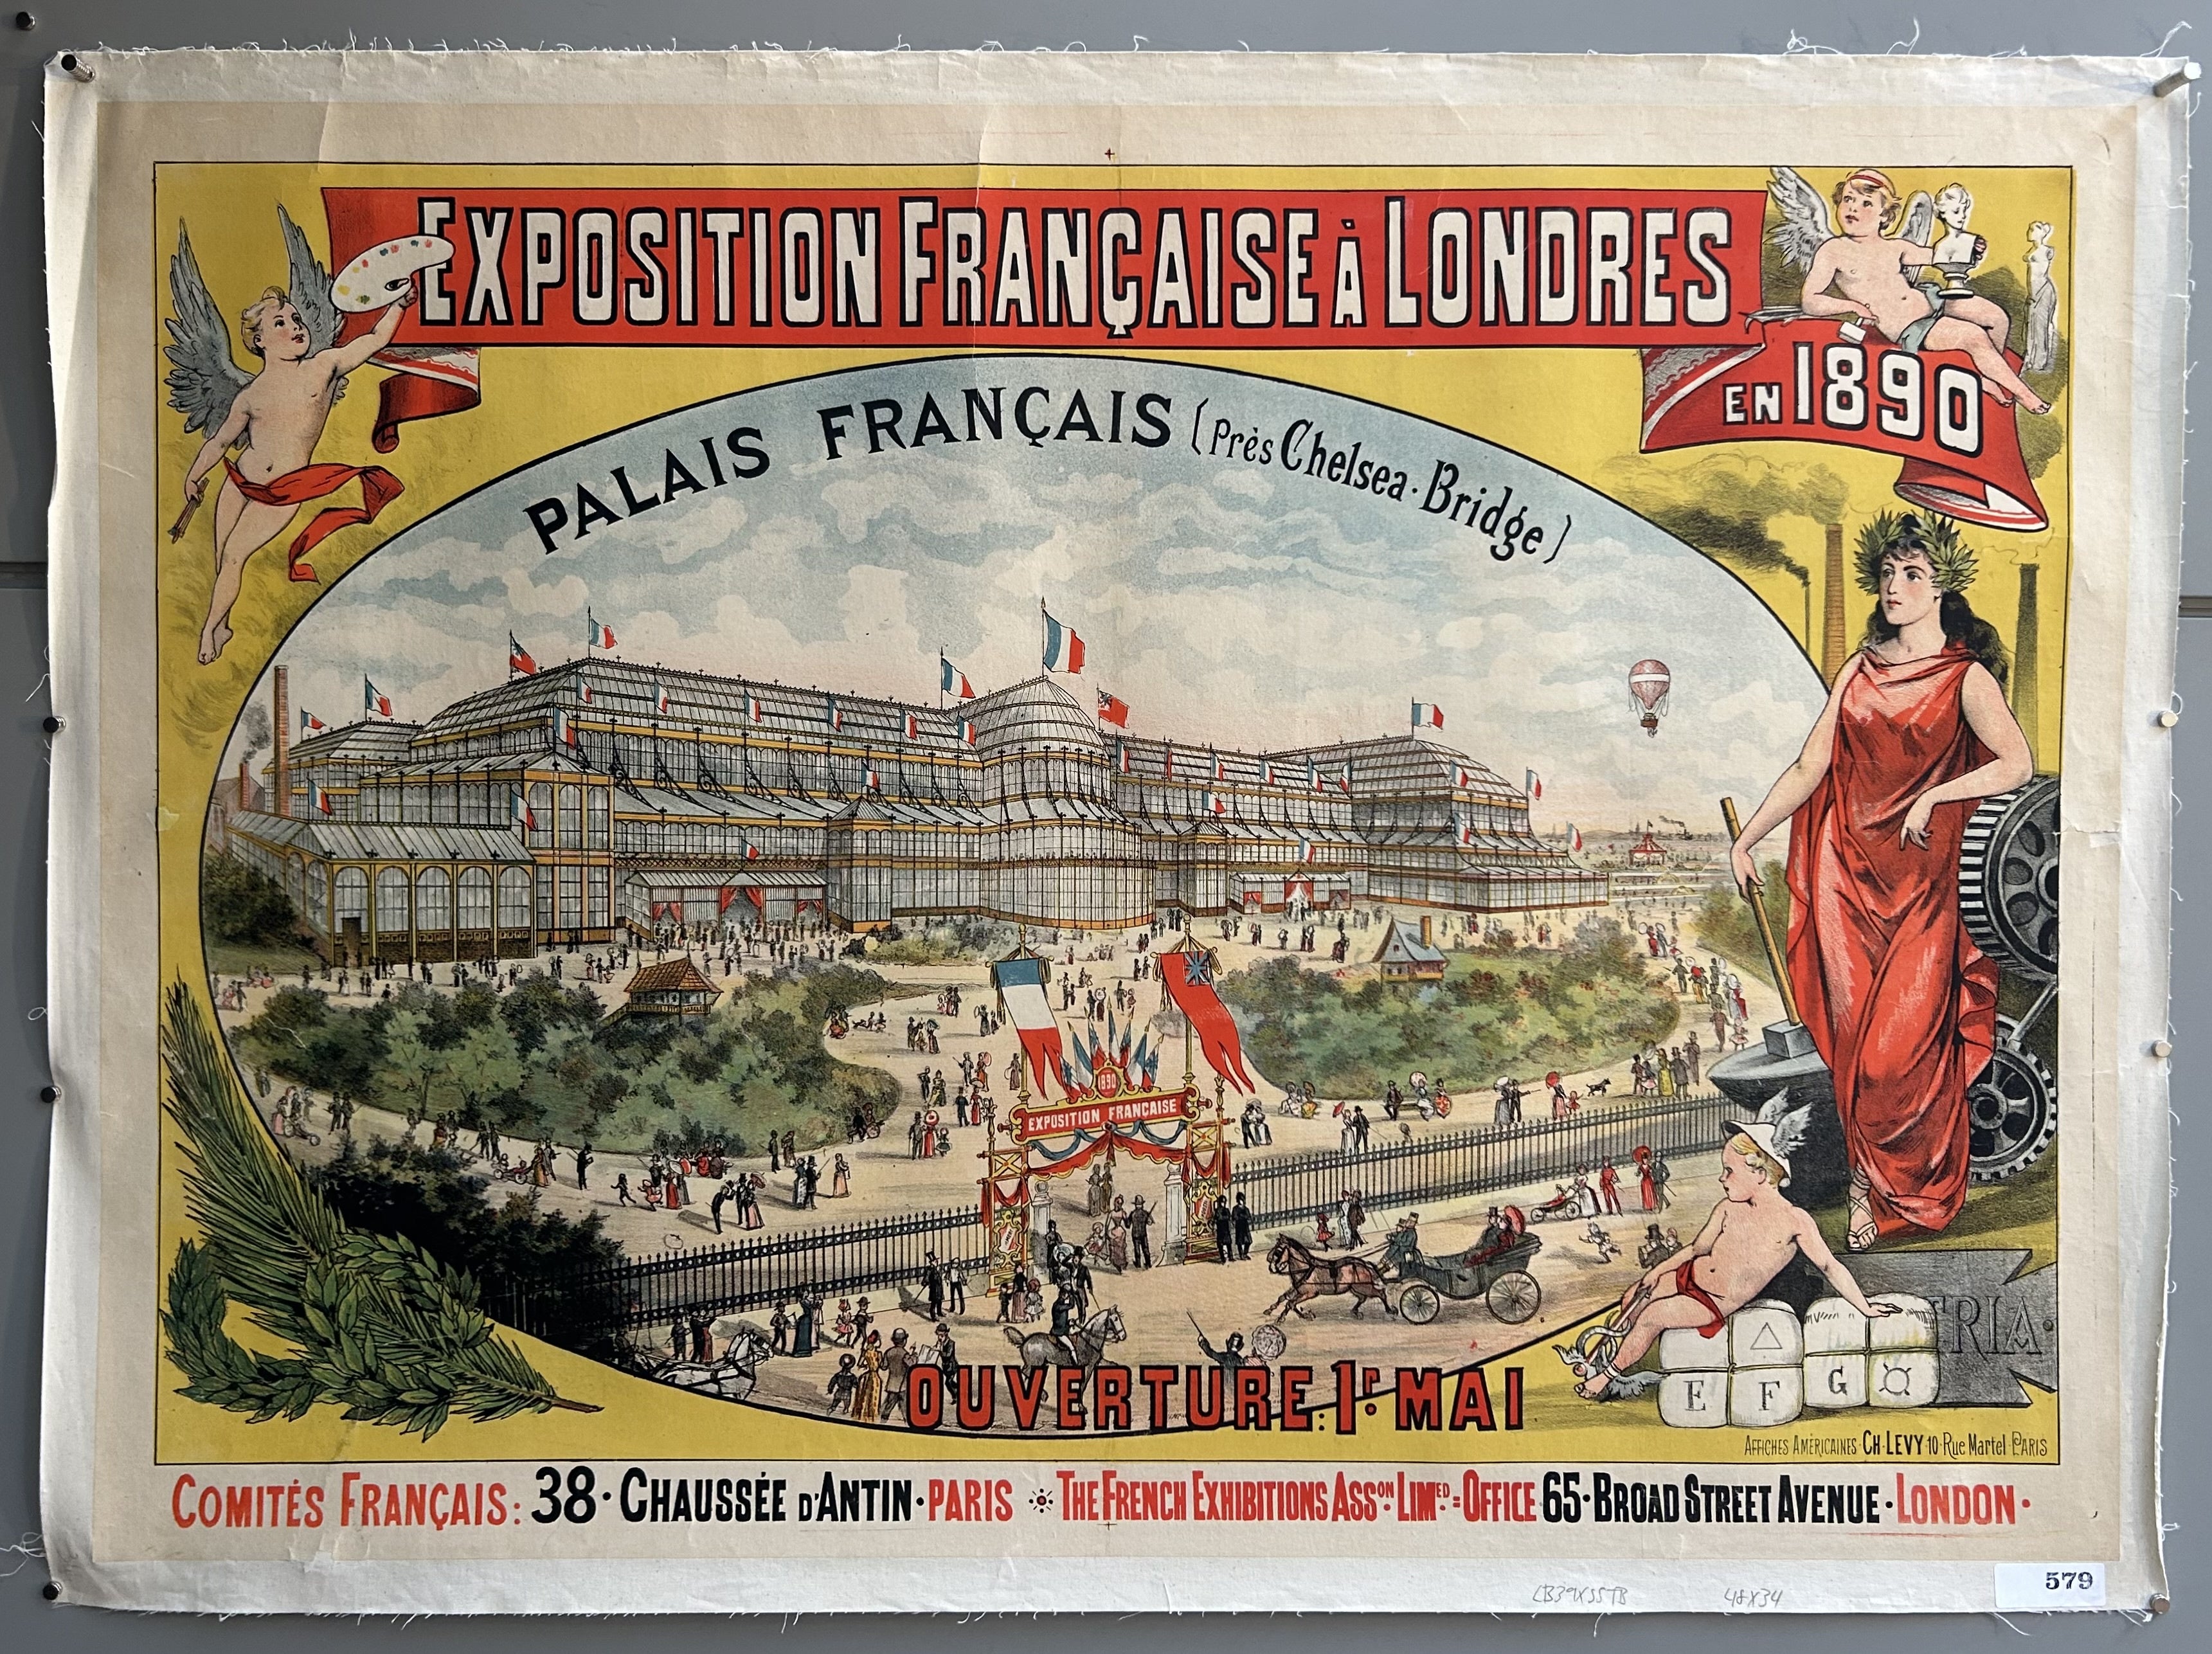 EXPOSITION FRANÇAISE À LONDRES
EN 1890
PALAIS FRANÇAIS (Près Chelsea·Bridge)
1890
EXPOSITION FRANÇAISE
TRIA·
△
E F G ¤
OUVERTURE: 1r. MAI
AFFICHES AMÉRICAINES·CH·LEVY·10·Rue Martel·PARIS
COMITÉS FRANÇAIS: 38·CHAUSSÉE D'ANTIN·PARIS THE FRENCH EXHIBITIONS ASSon LIMED=OFFICE 65·BROAD STREET AVENUE·LONDON·
48X34
579